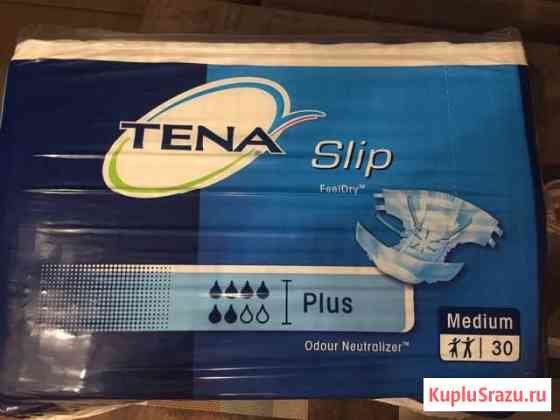 TENA
Slip
FeelDry™
Plus
Odour Neutralizer™
Medium
30
KupluSrazu.ru